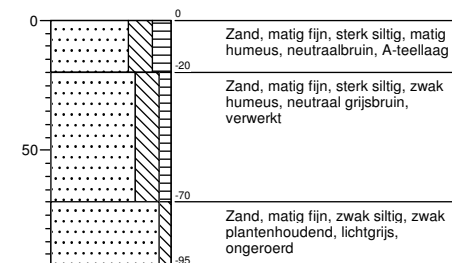 0
0
Zand, matig fijn, sterk siltig, matig
humeus, neutraalbruin, A-teellaag
-20
Zand, matig fijn, sterk siltig, zwak
humeus, neutraal grijsbruin,
verwerkt
50
-70
Zand, matig fijn, zwak siltig, zwak
plantenhoudend, lichtgrijs,
ongeroerd
-95